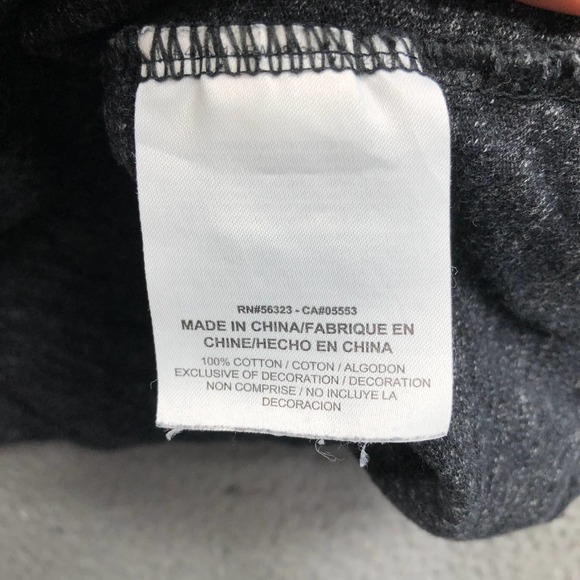 RN#56323 - CA#05553
MADE IN CHINA/FABRIQUE EN
CHINE/HECHO EN CHINA
100% COTTON / COTON / ALGODON
EXCLUSIVE OF DECORATION / DECORATION
NON COMPRISE / NO INCLUYE LA
DECORACION